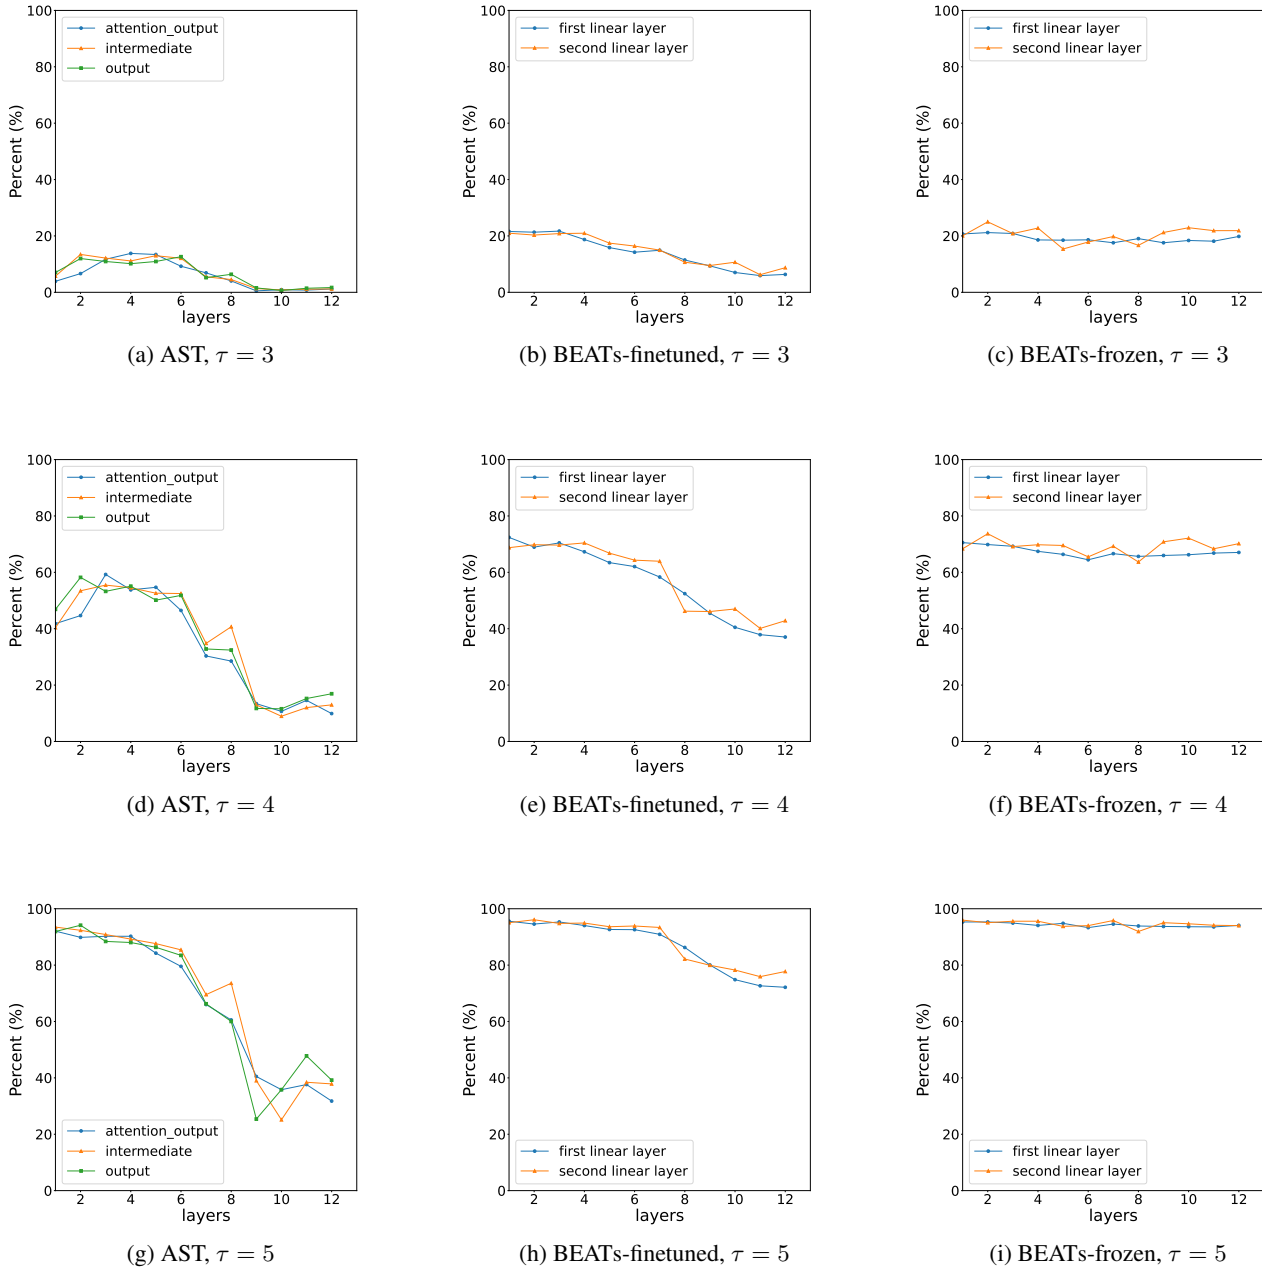 100
80
60
40
20
0
Percent (%)
attention_output
intermediate
output
2 4 6 8 10 12
layers
(a) AST, τ = 3
100
80
60
40
20
0
Percent (%)
first linear layer
second linear layer
2 4 6 8 10 12
layers
(b) BEATs-finetuned, τ = 3
100
80
60
40
20
0
Percent (%)
first linear layer
second linear layer
2 4 6 8 10 12
layers
(c) BEATs-frozen, τ = 3
100
80
60
40
20
0
Percent (%)
attention_output
intermediate
output
2 4 6 8 10 12
layers
(d) AST, τ = 4
100
80
60
40
20
0
Percent (%)
first linear layer
second linear layer
2 4 6 8 10 12
layers
(e) BEATs-finetuned, τ = 4
100
80
60
40
20
0
Percent (%)
first linear layer
second linear layer
2 4 6 8 10 12
layers
(f) BEATs-frozen, τ = 4
100
80
60
40
20
0
Percent (%)
attention_output
intermediate
output
2 4 6 8 10 12
layers
(g) AST, τ = 5
100
80
60
40
20
0
Percent (%)
first linear layer
second linear layer
2 4 6 8 10 12
layers
(h) BEATs-finetuned, τ = 5
100
80
60
40
20
0
Percent (%)
first linear layer
second linear layer
2 4 6 8 10 12
layers
(i) BEATs-frozen, τ = 5